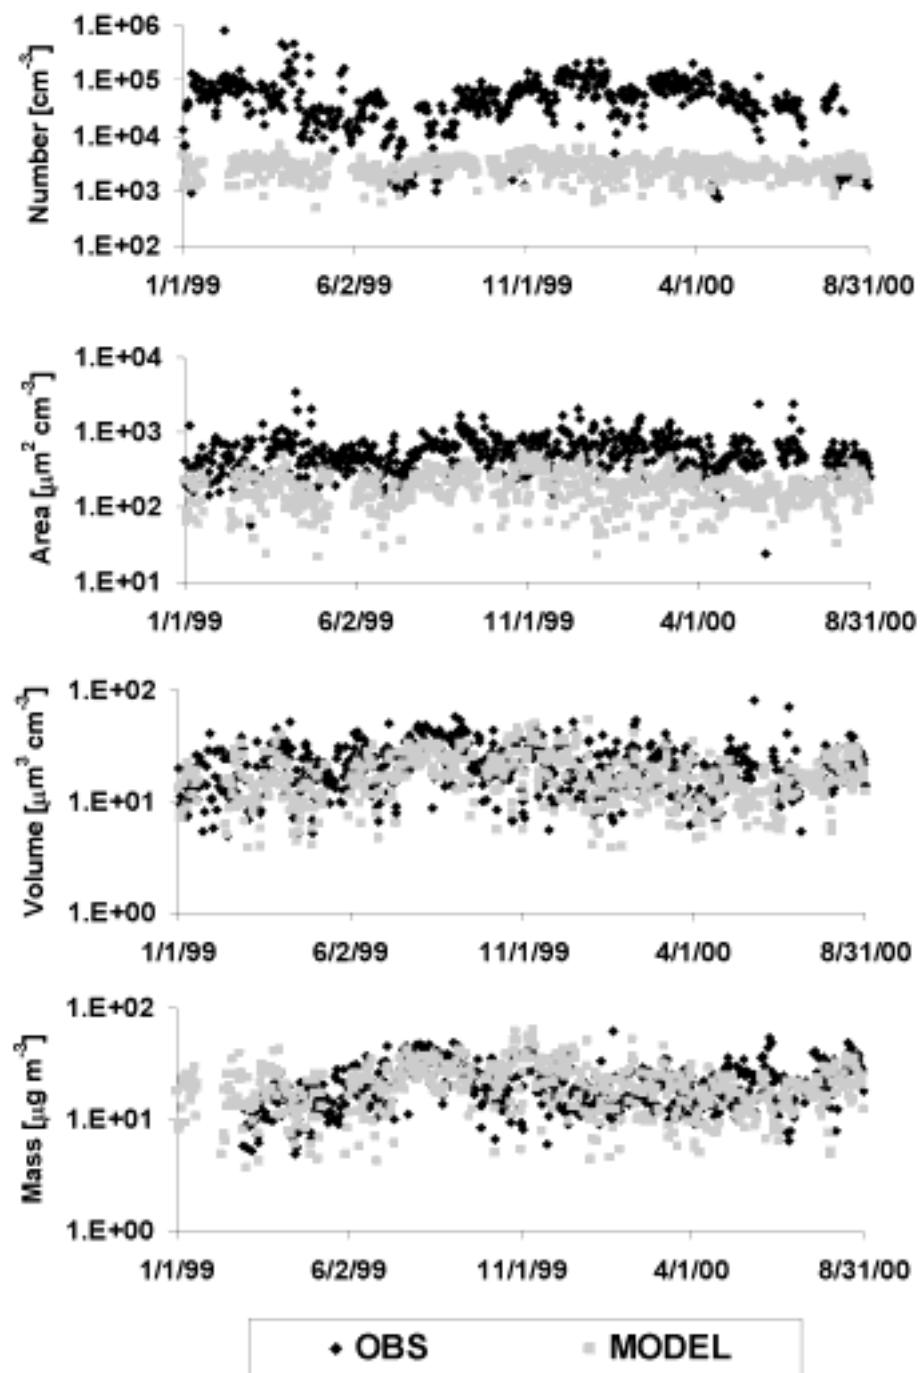 Number [cm-3]
1.E+06
1.E+05
1.E+04
1.E+03
1.E+02
1/1/99 6/2/99 11/1/99 4/1/00 8/31/00
Area [µm2 cm-3]
1.E+04
1.E+03
1.E+02
1.E+01
1/1/99 6/2/99 11/1/99 4/1/00 8/31/00
Volume [µm3 cm-3]
1.E+02
1.E+01
1.E+00
1/1/99 6/2/99 11/1/99 4/1/00 8/31/00
Mass [µg m-3]
1.E+02
1.E+01
1.E+00
1/1/99 6/2/99 11/1/99 4/1/00 8/31/00
OBS MODEL